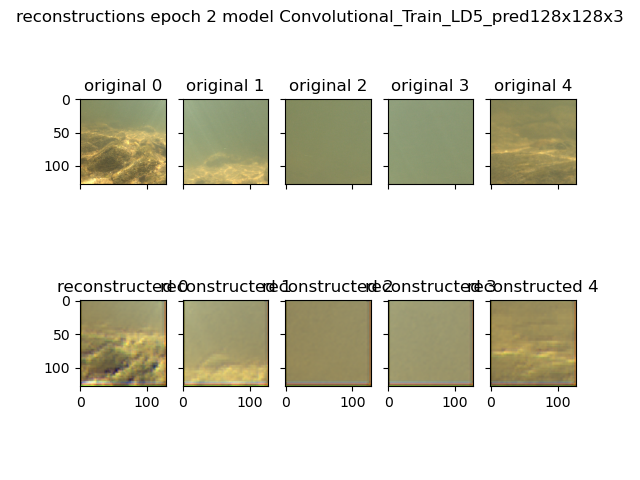 reconstructions epoch 2 model Convolutional_Train_LD5_pred128x128x3
original 0 original 1 original 2 original 3 original 4
0
50
100
reconstructed 0 reconstructed 1 reconstructed 2 reconstructed 3 reconstructed 4
0
50
100
0 100 0 100 0 100 0 100 0 100